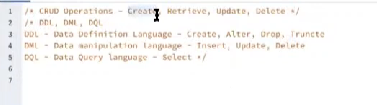 1 /* CRUD Operations - Create, Retrieve, Update, Delete */
2 /* DDL, DML, DQL
3 DDL - Data Definition Language - Create, Alter, Drop, Truncte
4 DML - Data manipulation Language - Insert, Update, Delete
5 DQL - Data Query language - Select */
6
7